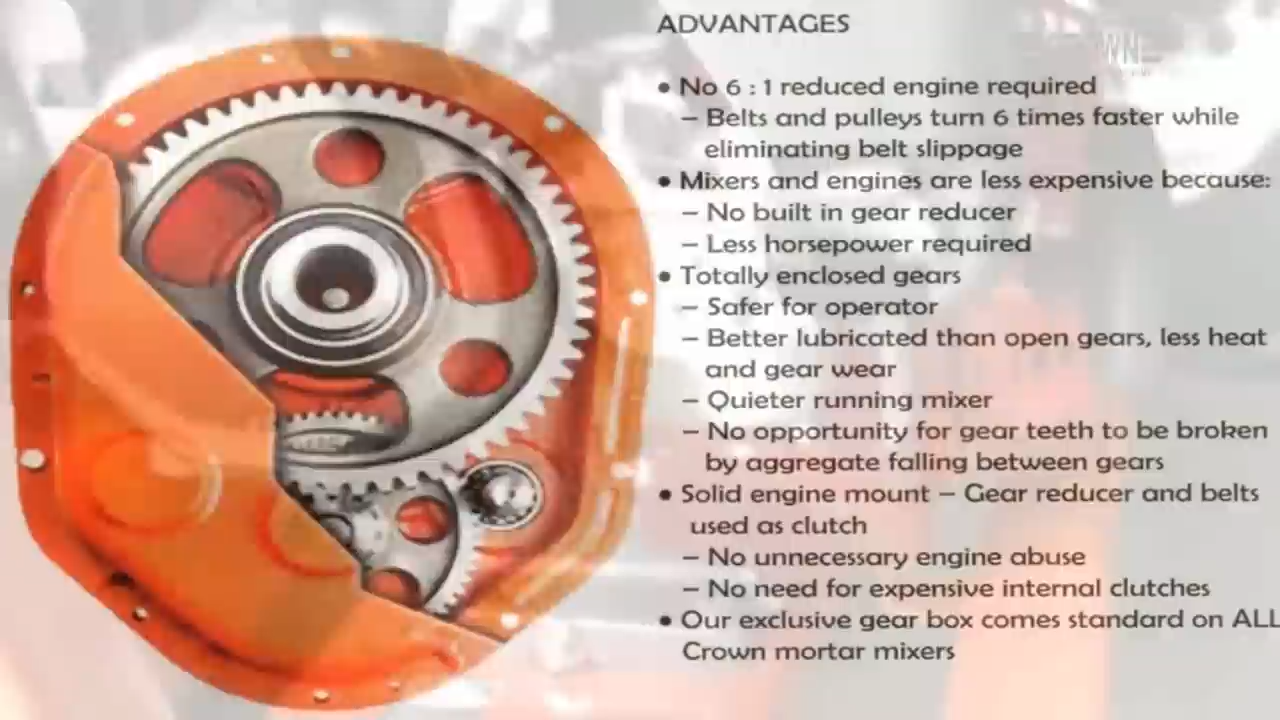 ADVANTAGES
• No 6 : 1 reduced engine required
– Belts and pulleys turn 6 times faster while
eliminating belt slippage
• Mixers and engines are less expensive because:
– No built in gear reducer
– Less horsepower required
• Totally enclosed gears
– Safer for operator
– Better lubricated than open gears, less heat
and gear wear
– Quieter running mixer
– No opportunity for gear teeth to be broken
by aggregate falling between gears
• Solid engine mount – Gear reducer and belts
used as clutch
– No unnecessary engine abuse
– No need for expensive internal clutches
• Our exclusive gear box comes standard on ALL
Crown mortar mixers